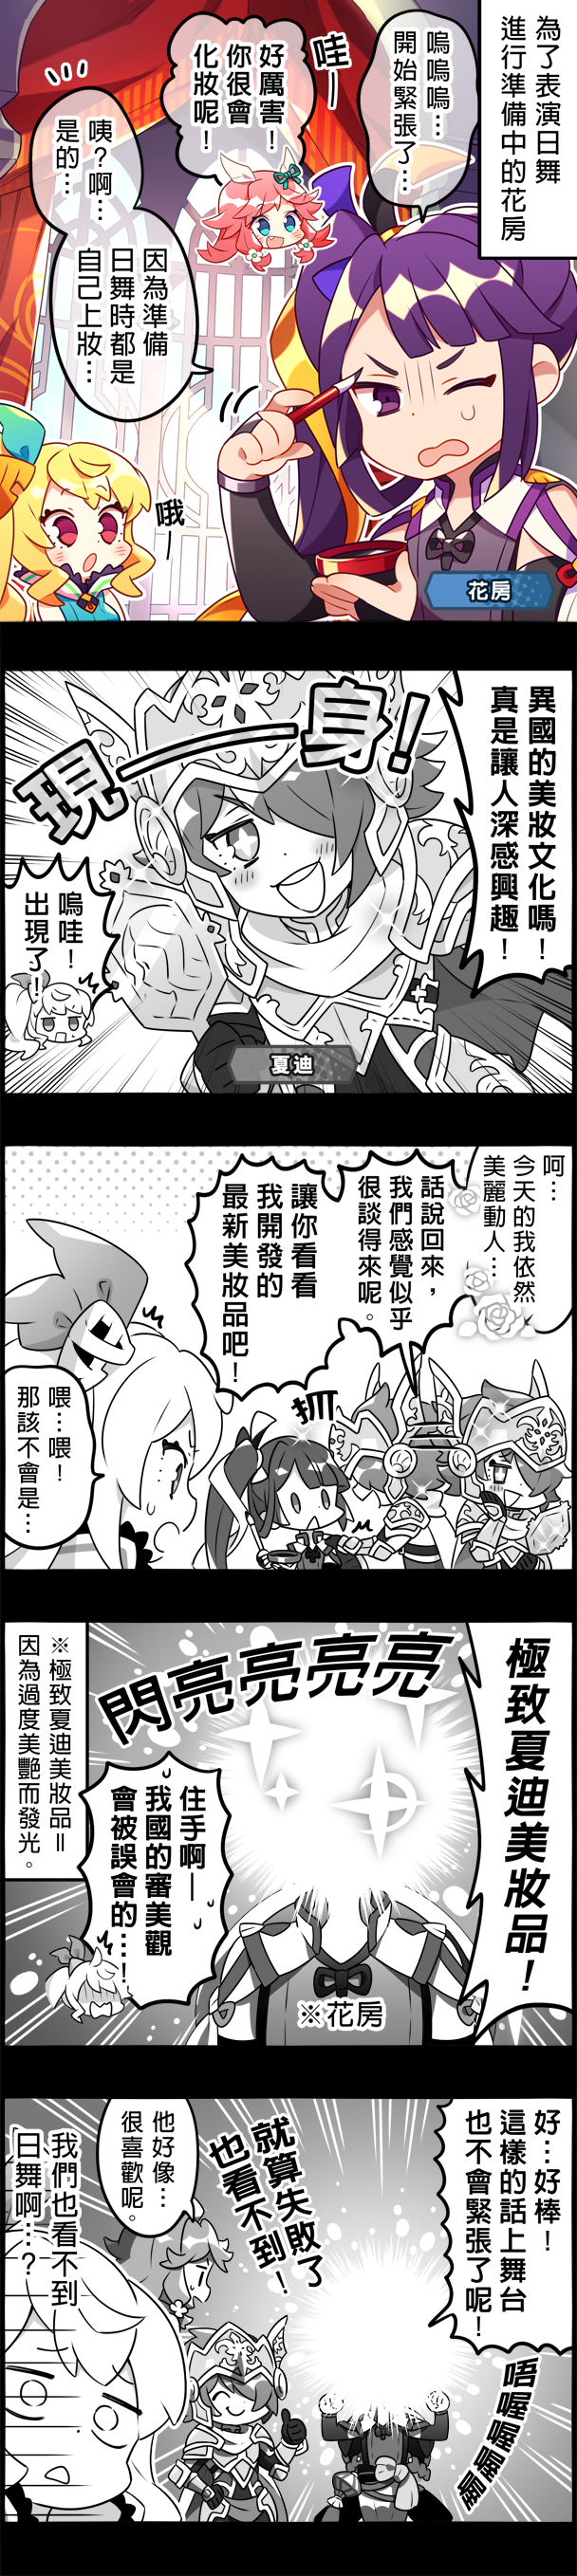 為了表演日舞
進行準備中的花房
嗚嗚嗚…
開始緊張了…
哇—
好厲害！
你很會
化妝呢！
咦？啊…
是的…
因為準備
日舞時都是
自己上妝…
哦—
花房
異國的美妝文化嗎！
真是讓人深感興趣！
現——身！
嗚哇！
出現了！
夏迪
呵…
今天的我依然
美麗動人…
話說回來，
我們感覺似乎
很談得來呢。
讓你看看
我開發的
最新美妝品吧！
抓
喂…喂！
那該不會是…
極致夏迪美妝品！
閃亮亮亮亮
住手啊—
我國的審美觀
會被誤會的…！
※極致夏迪美妝品＝
因為過度美艷而發光。
※花房
好…好棒！
這樣的話上舞台
也不會緊張了呢！
唔喔喔喔喔
就算失敗了
也看不到！
他好像…
很喜歡呢。
我們也看不到
日舞啊…？